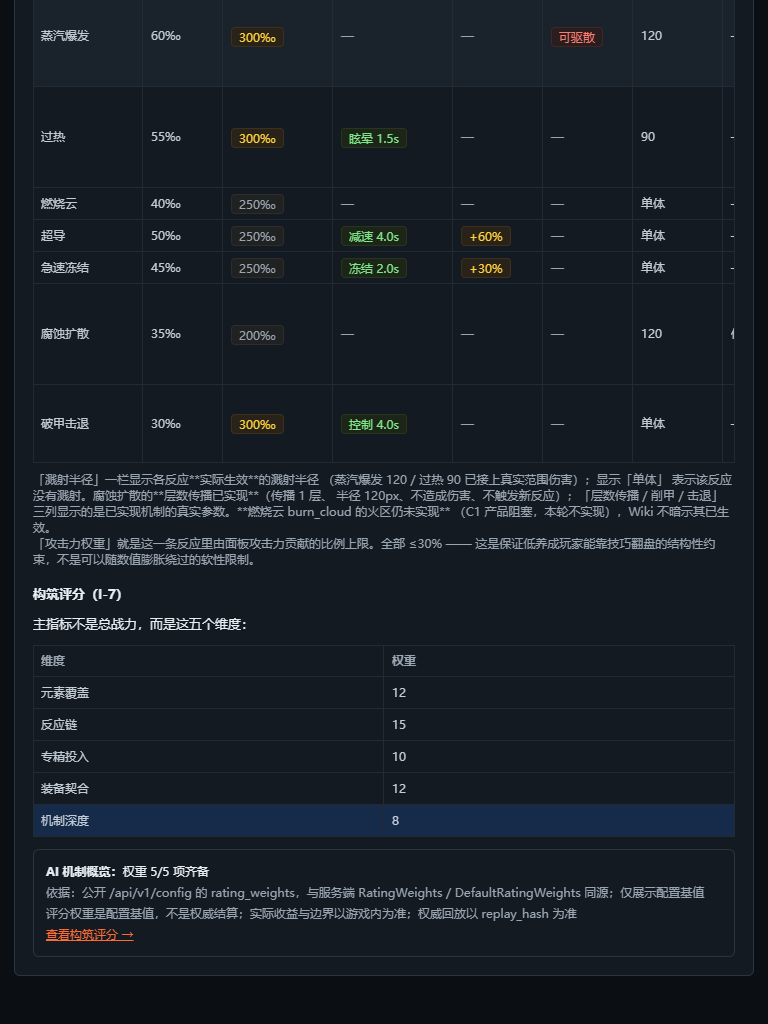 蒸汽爆发 60‰ 300‰ — — 可驱散 120 -
过热 55‰ 300‰ 眩晕 1.5s — — 90 -
燃烧云 40‰ 250‰ — — — 单体 -
超导 50‰ 250‰ 减速 4.0s +60% — 单体 -
急速冻结 45‰ 250‰ 冻结 2.0s +30% — 单体 -
腐蚀扩散 35‰ 200‰ — — — 120
破甲击退 30‰ 300‰ 控制 4.0s — — 单体 -
「溅射半径」一栏显示各反应**实际生效**的溅射半径 （蒸汽爆发 120 / 过热 90 已接上真实范围伤害）；显示「单体」 表示该反应
没有溅射。腐蚀扩散的**层数传播已实现**（传播 1 层、 半径 120px、不造成伤害、不触发新反应）；「层数传播 / 削甲 / 击退」
三列显示的是已实现机制的真实参数。**燃烧云 burn_cloud 的火区仍未实现** （C1 产品阻塞，本轮不实现），Wiki 不暗示其已生
效。
「攻击力权重」就是这一条反应里由面板攻击力贡献的比例上限。全部 ≤30% —— 这是保证低养成玩家能靠技巧翻盘的结构性约
束，不是可以随数值膨胀绕过的软性限制。
构筑评分（I-7）
主指标不是总战力，而是这五个维度：
维度 权重
元素覆盖 12
反应链 15
专精投入 10
装备契合 12
机制深度 8
AI 机制概览：权重 5/5 项齐备
依据：公开 /api/v1/config 的 rating_weights，与服务端 RatingWeights / DefaultRatingWeights 同源；仅展示配置基值
评分权重是配置基值，不是权威结算；实际收益与边界以游戏内为准；权威回放以 replay_hash 为准
查看构筑评分 →